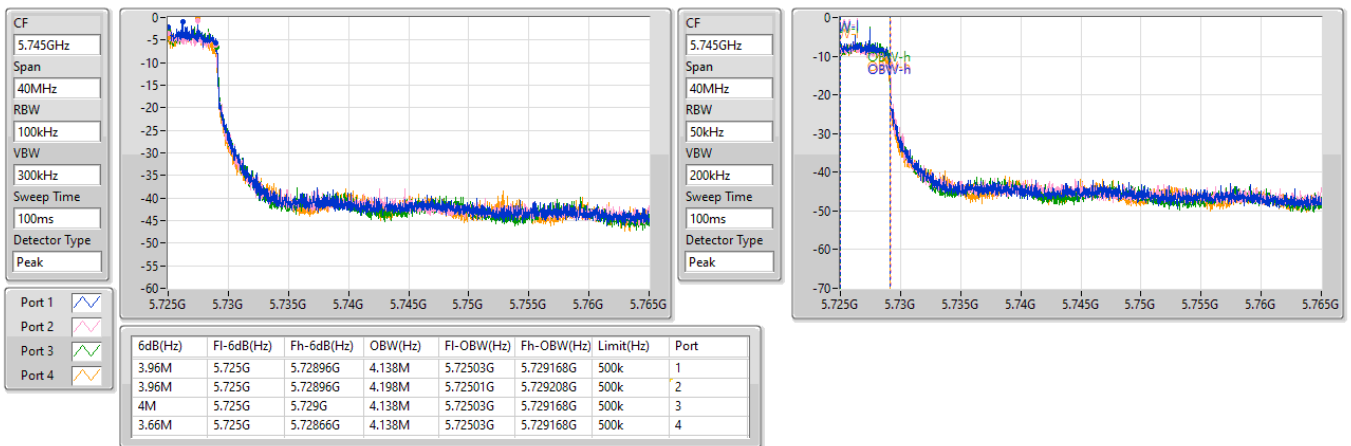 CF
5.745GHz
Span
40MHz
RBW
100kHz
VBW
300kHz
Sweep Time
100ms
Detector Type
Peak
0-
-5-
-10-
-15-
-20-
-25-
-30-
-35-
-40-
-45-
-50-
-55-
-60-
5.725G 5.73G 5.735G 5.74G 5.745G 5.75G 5.755G 5.76G 5.765G
CF
5.745GHz
Span
40MHz
RBW
50kHz
VBW
200kHz
Sweep Time
100ms
Detector Type
Peak
0-
-10-
-20-
-30-
-40-
-50-
-60-
-70-
OBW-h
OBW-h
5.725G 5.73G 5.735G 5.74G 5.745G 5.75G 5.755G 5.76G 5.765G
Port 1
Port 2
Port 3
Port 4
6dB(Hz) Fl-6dB(Hz) Fh-6dB(Hz) OBW(Hz) Fl-OBW(Hz) Fh-OBW(Hz) Limit(Hz) Port
3.96M 5.725G 5.72896G 4.138M 5.72503G 5.729168G 500k 1
3.96M 5.725G 5.72896G 4.198M 5.72501G 5.729208G 500k 2
4M 5.725G 5.729G 4.138M 5.72503G 5.729168G 500k 3
3.66M 5.725G 5.72866G 4.138M 5.72503G 5.729168G 500k 4